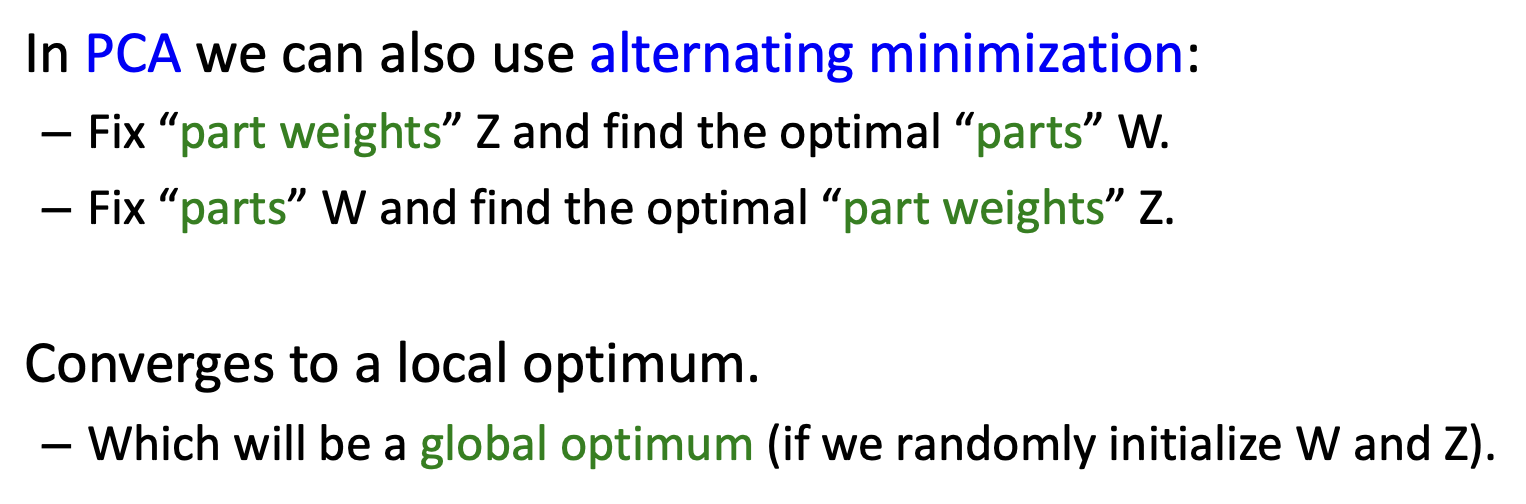 In PCA we can also use alternating minimization:
– Fix “part weights” Z and find the optimal “parts” W.
– Fix “parts” W and find the optimal “part weights” Z.
Converges to a local optimum.
– Which will be a global optimum (if we randomly initialize W and Z).